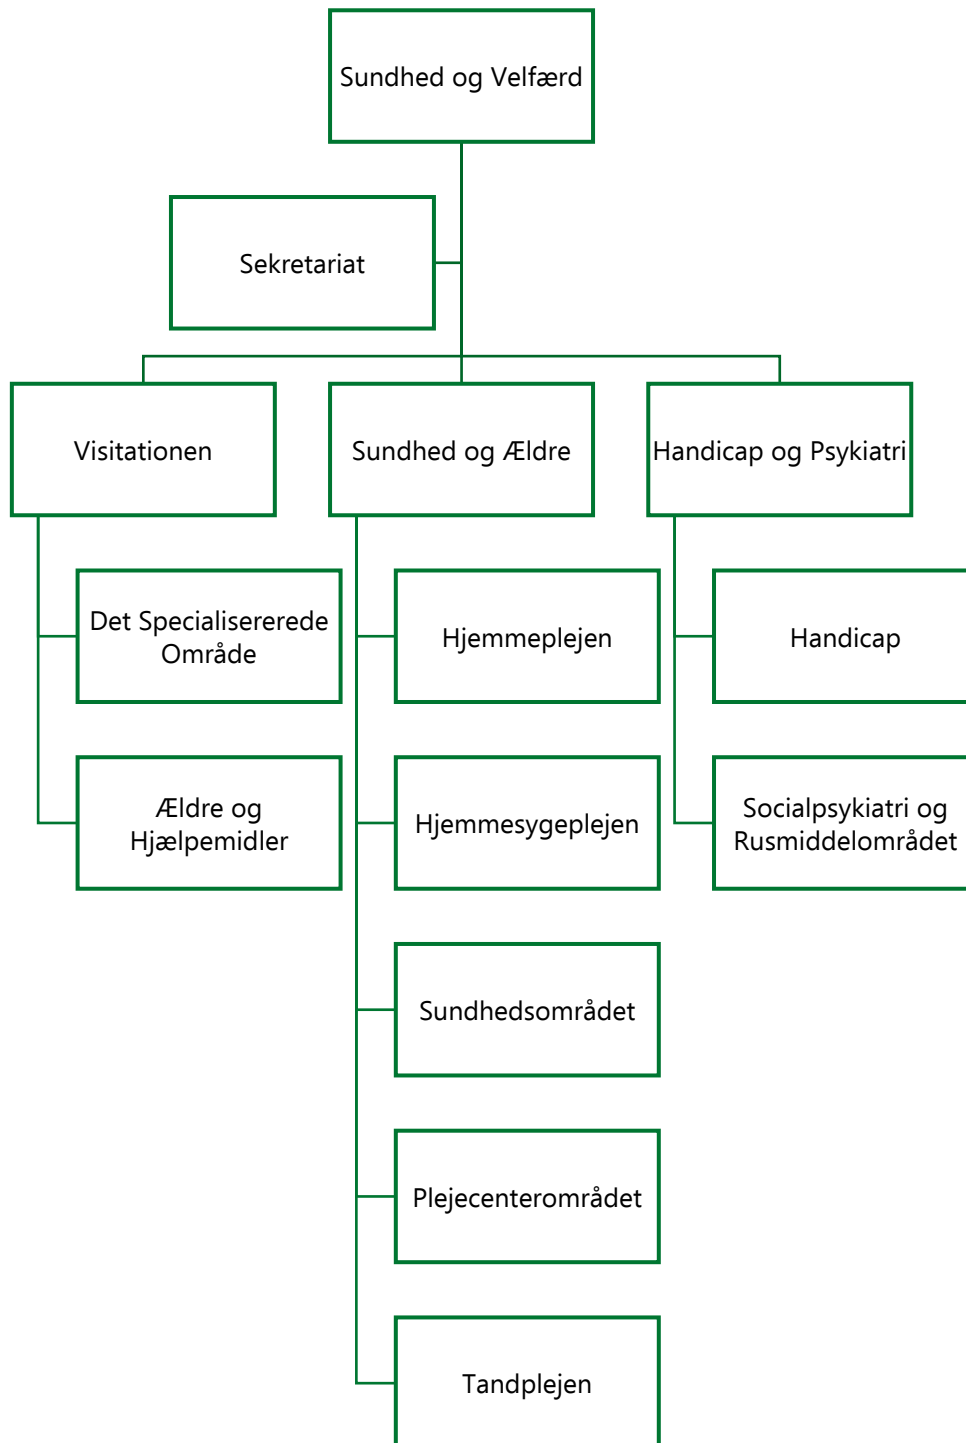 Sundhed og Velfærd
Sekretariat
Visitationen
Sundhed og Ældre
Handicap og Psykiatri
Det Specialisererede
Område
Hjemmeplejen
Handicap
Ældre og
Hjælpemidler
Hjemmesygeplejen
Socialpsykiatri og
Rusmiddelområdet
Sundhedsområdet
Plejecenterområdet
Tandplejen